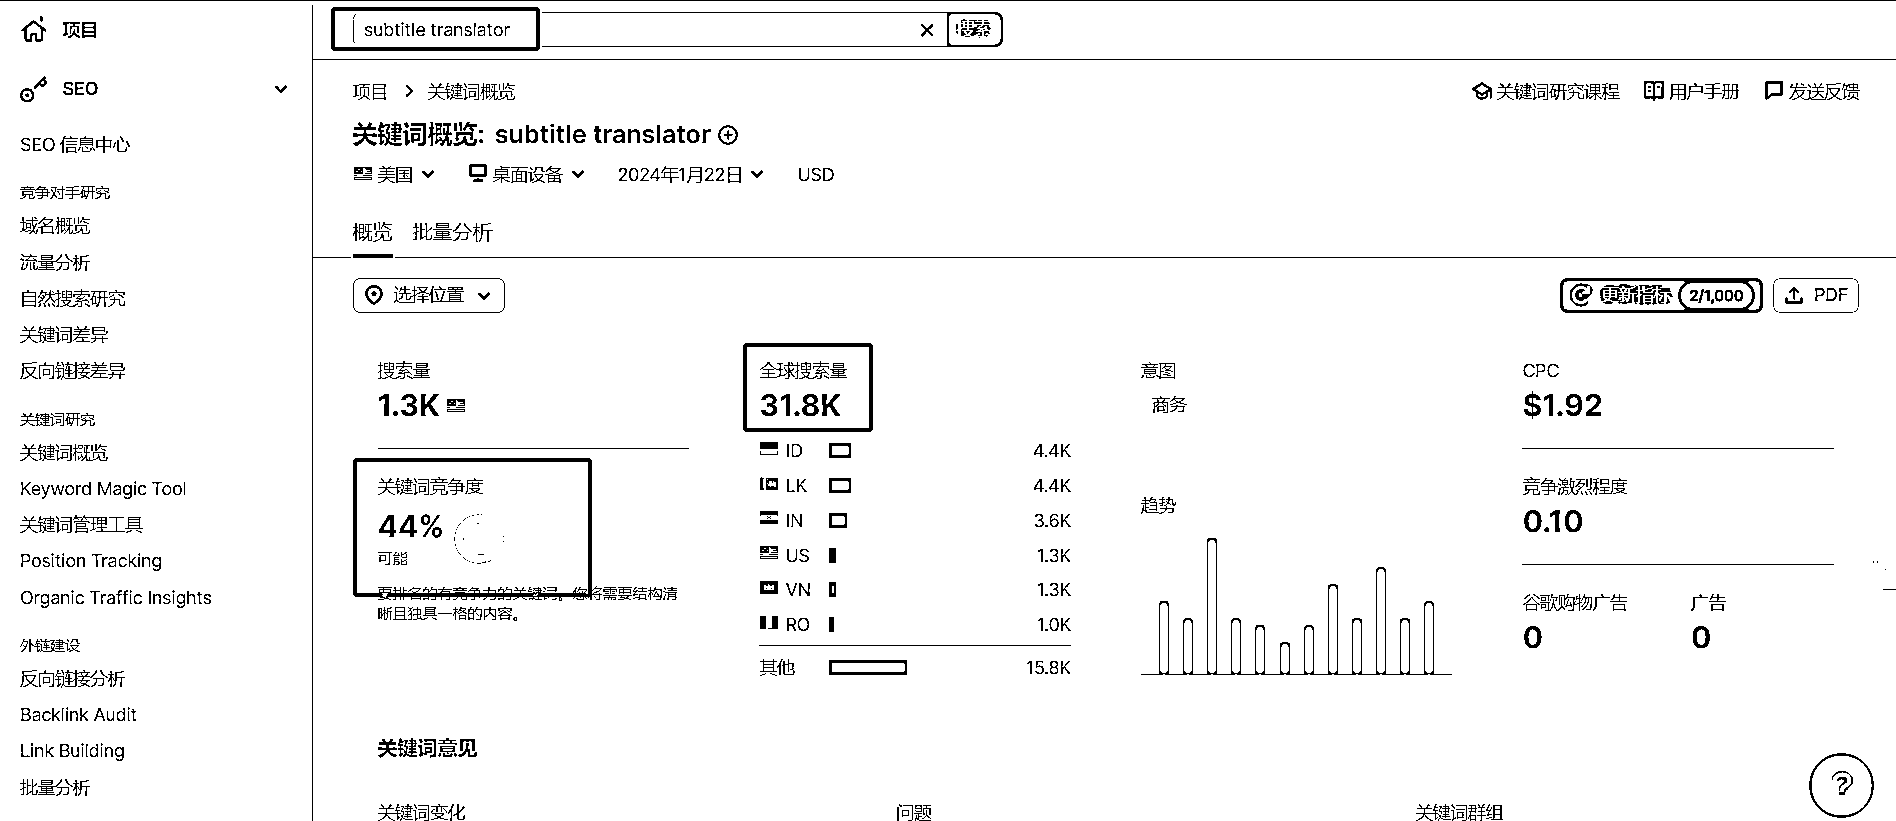 项目
SEO
SEO 信息中心
竞争对手研究
域名概览
流量分析
自然搜索研究
关键词差异
反向链接差异
关键词研究
关键词概览
Keyword Magic Tool
关键词管理工具
Position Tracking
Organic Traffic Insights
外链建设
反向链接分析
Backlink Audit
Link Building
批量分析
subtitle translator
搜索
项目 > 关键词概览
关键词研究课程 用户手册 发送反馈
关键词概览: subtitle translator
美国 桌面设备 2024年1月22日 USD
概览 批量分析
选择位置
更新指标 2/1,000 PDF
搜索量
1.3K
关键词竞争度
44%
可能
要排名的有竞争力的关键词。您将需要结构清
晰且独具一格的内容。
全球搜索量
31.8K
ID 4.4K
LK 4.4K
IN 3.6K
US 1.3K
VN 1.3K
RO 1.0K
其他 15.8K
意图
商务
趋势
CPC
$1.92
竞争激烈程度
0.10
谷歌购物广告 广告
0 0
关键词意见
关键词变化 问题 关键词群组